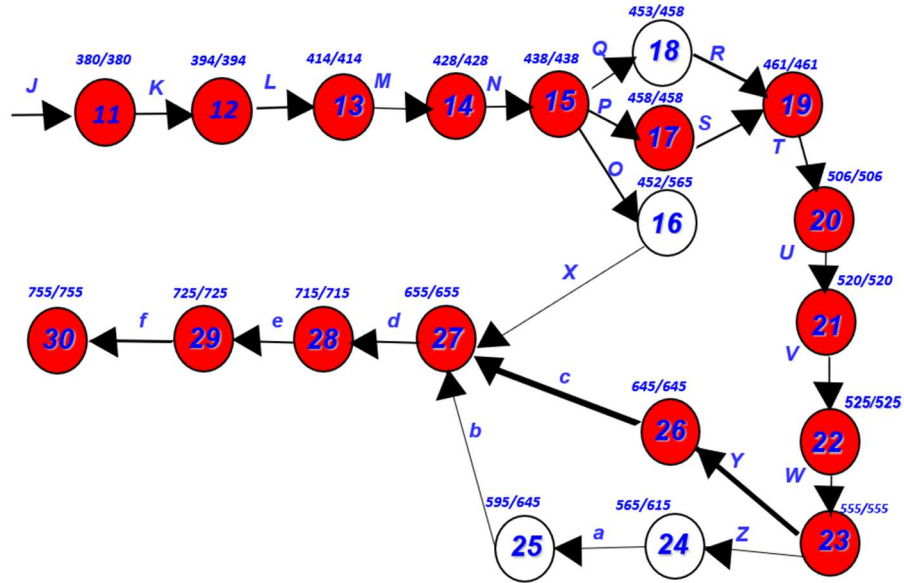 453/458
380/380 394/394 414/414 428/428 438/438 Q 18 R 461/461
J 11 K 12 L 13 M 14 N 15 P 458/458 19
17 S T
O 452/565 506/506
16 20
U
X 520/520
755/755 725/725 715/715 655/655 21
30 f 29 e 28 d 27 V
c 645/645 525/525
26 22
b Y W
595/645 565/615 555/555
25 a 24 Z 23